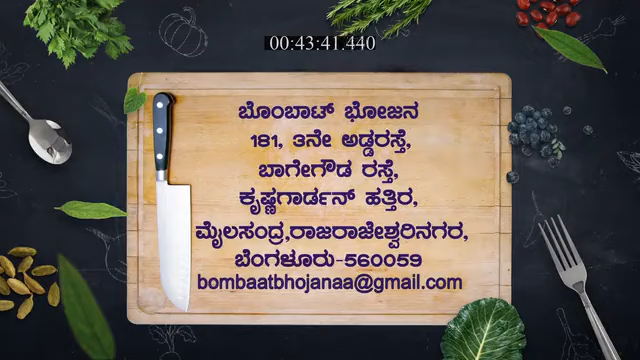 00:43:41.440
ಬೊಂಬಾಟ್ ಭೋಜನ
181, 3ನೇ ಅಡ್ಡರಸ್ತೆ,
ಬಾಗೇಗೌಡ ರಸ್ತೆ,
ಕೃಷ್ಣಗಾರ್ಡನ್ ಹತ್ತಿರ,
ಮೈಲಸಂದ್ರ,ರಾಜರಾಜೇಶ್ವರಿನಗರ,
ಬೆಂಗಳೂರು-560059
bombaatbhojanaa@gmail.com